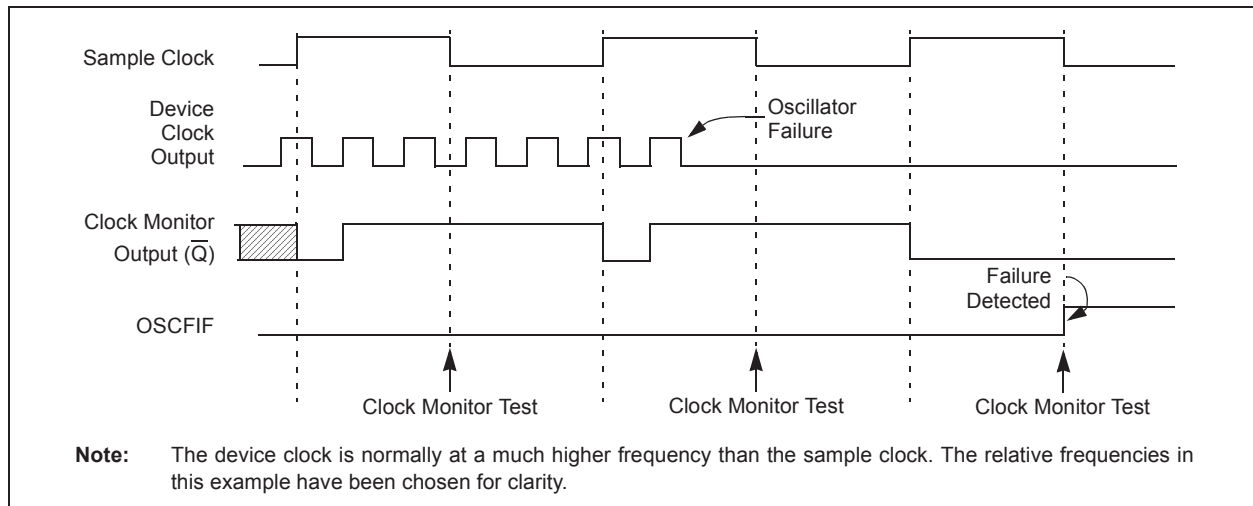 Sample Clock
Device
Clock
Output
Oscillator
Failure
Clock Monitor
Output (Q̅)
Failure
Detected
OSCFIF
Clock Monitor Test
Clock Monitor Test
Clock Monitor Test
Note: The device clock is normally at a much higher frequency than the sample clock. The relative frequencies in
this example have been chosen for clarity.